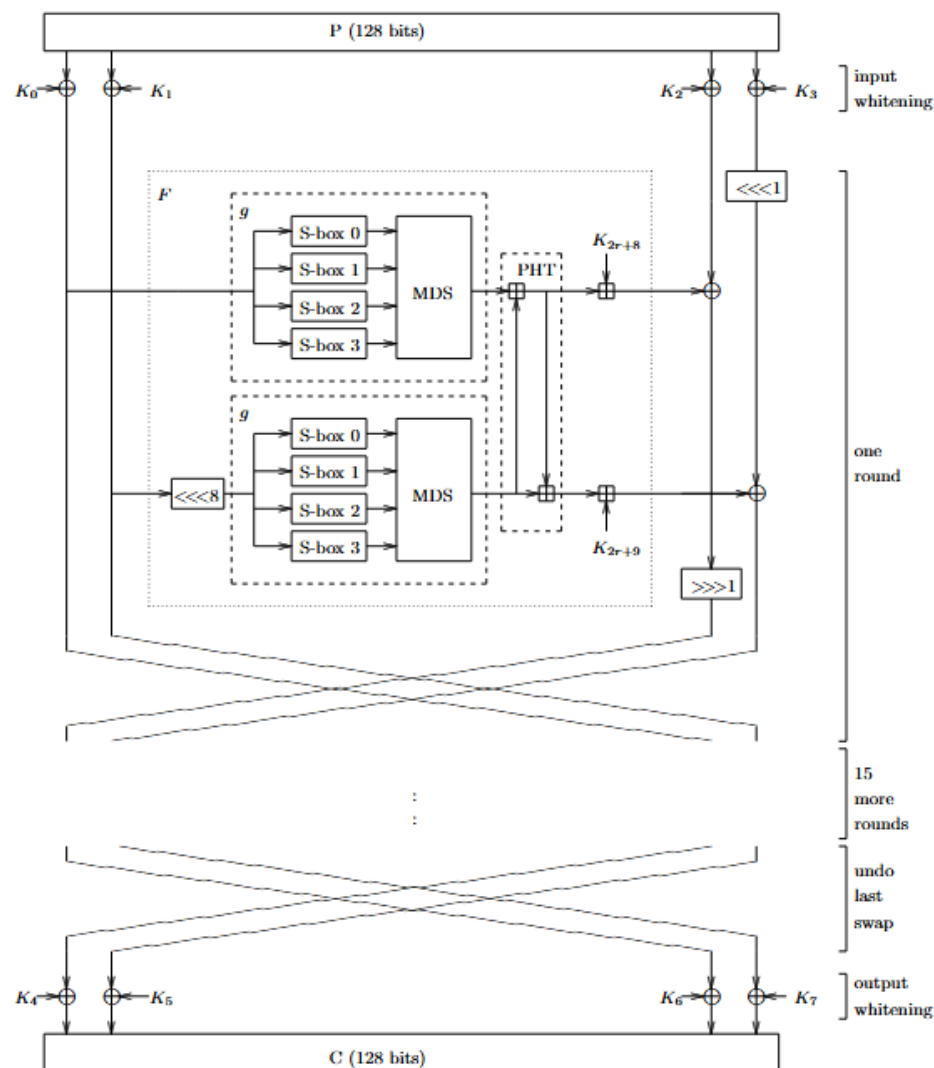 P (128 bits)
K0
K1
K2
K3
input
whitening
<<<1
F
g
S-box 0
S-box 1
S-box 2
S-box 3
MDS
PHT
K2r+8
g
S-box 0
S-box 1
S-box 2
S-box 3
MDS
<<<8
K2r+9
>>>1
one
round
:
:
15
more
rounds
undo
last
swap
K4
K5
K6
K7
output
whitening
C (128 bits)